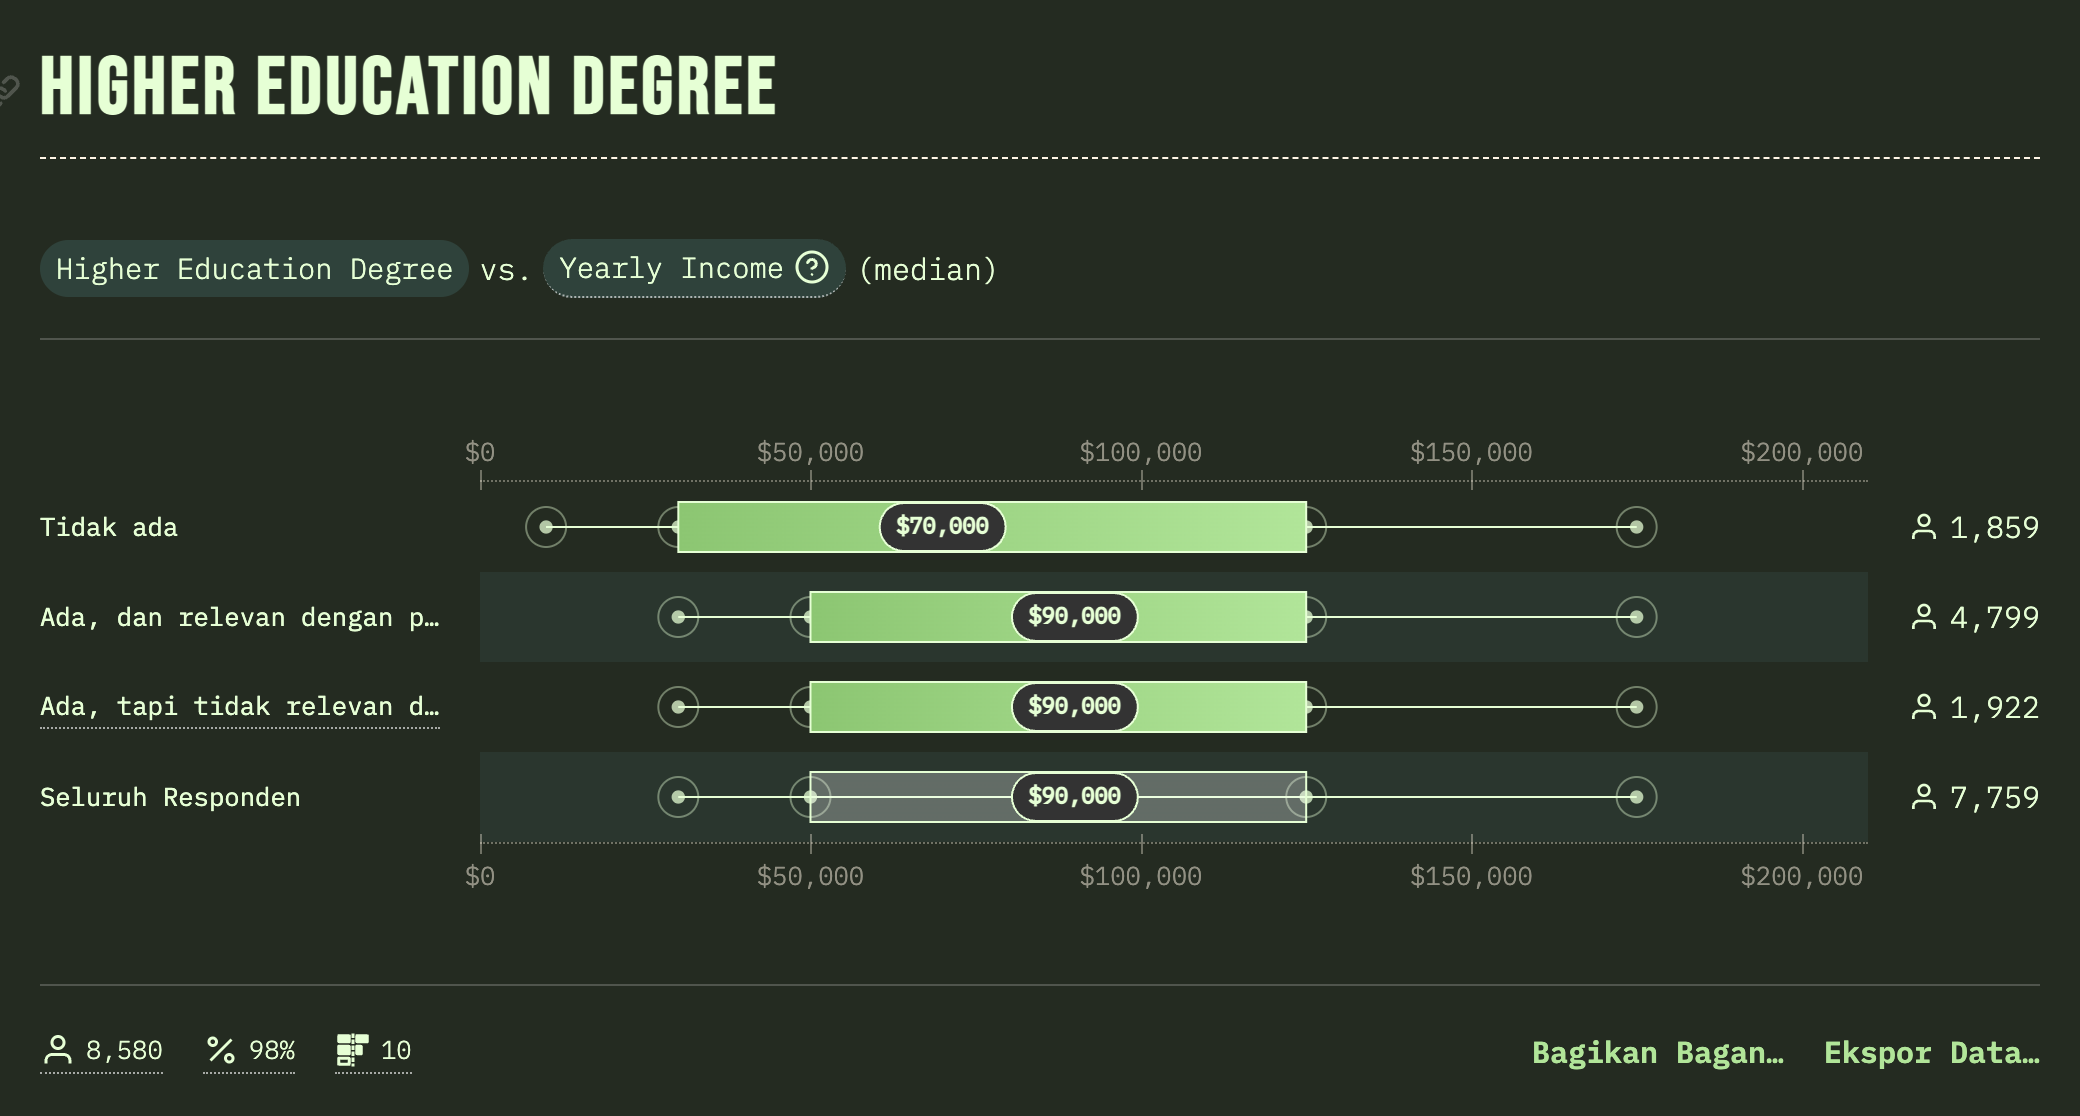 HIGHER EDUCATION DEGREE
Higher Education Degree vs. Yearly Income (median)
$0 $50,000 $100,000 $150,000 $200,000
Tidak ada $70,000 1,859
Ada, dan relevan dengan p… $90,000 4,799
Ada, tapi tidak relevan d… $90,000 1,922
Seluruh Responden $90,000 7,759
$0 $50,000 $100,000 $150,000 $200,000
8,580 98% 10 Bagikan Bagan… Ekspor Data…